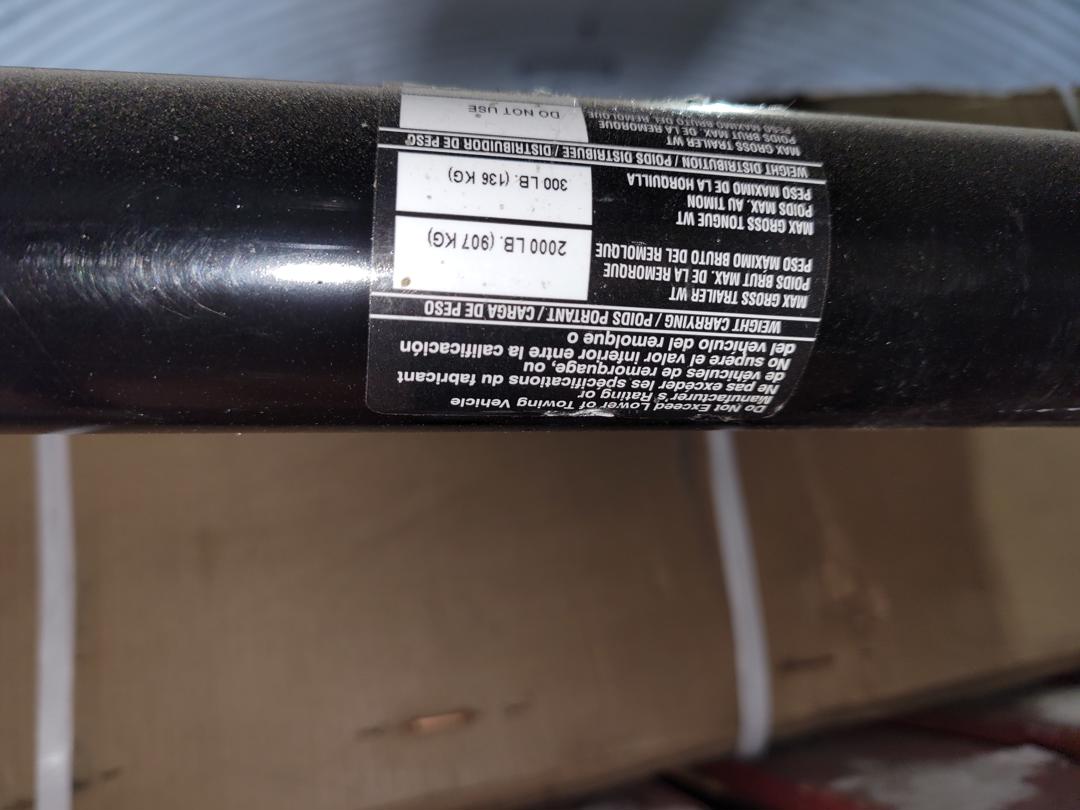 Do Not Exceed Lower of Towing Vehicle
Manufacturer's Rating or
Ne pas excéder les spécifications du fabricant
de véhicules de remorquage, ou
No supere el valor inferior entre la calificación
del vehículo del remolque o
WEIGHT CARRYING / POIDS PORTANT / CARGA DE PESO
MAX GROSS TRAILER WT
POIDS BRUT MAX. DE LA REMORQUE
PESO MÁXIMO BRUTO DEL REMOLQUE
2000 LB. (907 KG)
MAX GROSS TONGUE WT
POIDS MAX. AU TIMON
PESO MAXIMO DE LA HORQUILLA
300 LB. (136 KG)
WEIGHT DISTRIBUTION / POIDS DISTRIBUÉE / DISTRIBUIDOR DE PESO
MAX GROSS TRAILER WT
POIDS BRUT MAX. DE LA REMORQUE
PESO MÁXIMO BRUTO DEL REMOLQUE
DO NOT USE